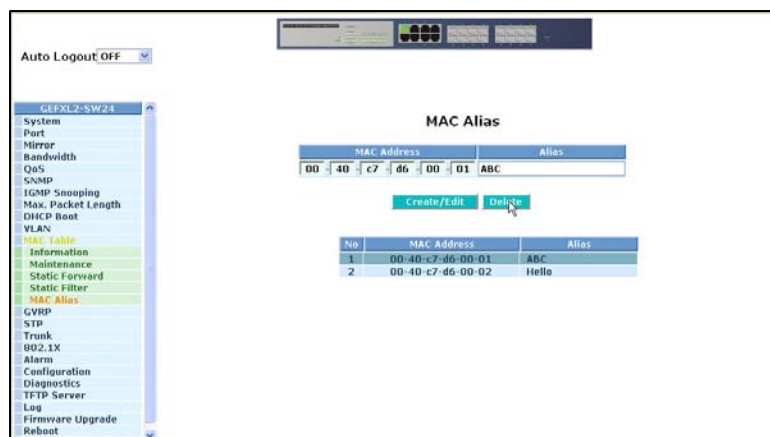 Auto Logout OFF
GEFXL2-SW24
System
Port
Mirror
Bandwidth
QoS
SNMP
IGMP Snooping
Max. Packet Length
DHCP Boot
VLAN
MAC Table
Information
Maintenance
Static Forward
Static Filter
MAC Alias
GVRP
STP
Trunk
802.1X
Alarm
Configuration
Diagnostics
TFTP Server
Log
Firmware Upgrade
Reboot
MAC Alias
MAC Address Alias
00 - 40 - c7 - d6 - 00 - 01 ABC
Create/Edit Delete
No MAC Address Alias
1 00-40-c7-d6-00-01 ABC
2 00-40-c7-d6-00-02 Hello